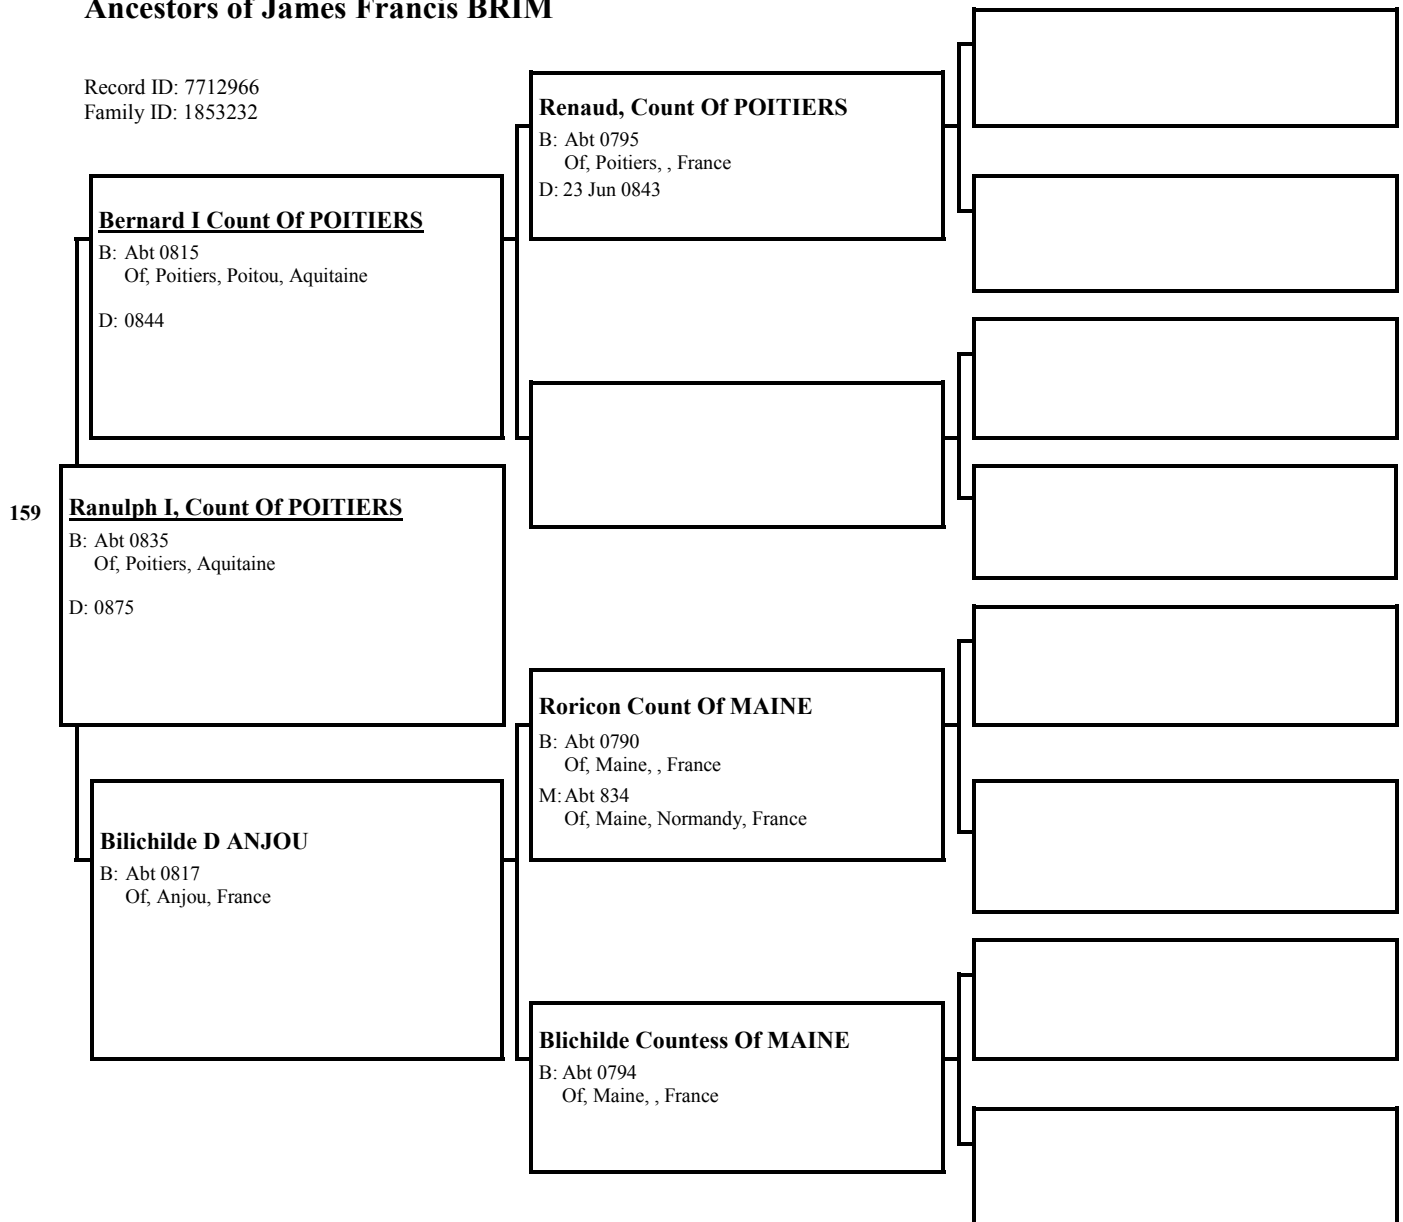 Ancestors of James Francis BRIM
Record ID: 7712966
Family ID: 1853232
Renaud, Count Of POITIERS
B: Abt 0795
Of, Poitiers, , France
D: 23 Jun 0843
Bernard I Count Of POITIERS
B: Abt 0815
Of, Poitiers, Poitou, Aquitaine
D: 0844
159
Ranulph I, Count Of POITIERS
B: Abt 0835
Of, Poitiers, Aquitaine
D: 0875
Roricon Count Of MAINE
B: Abt 0790
Of, Maine, , France
M: Abt 834
Of, Maine, Normandy, France
Bilichilde D ANJOU
B: Abt 0817
Of, Anjou, France
Blichilde Countess Of MAINE
B: Abt 0794
Of, Maine, , France